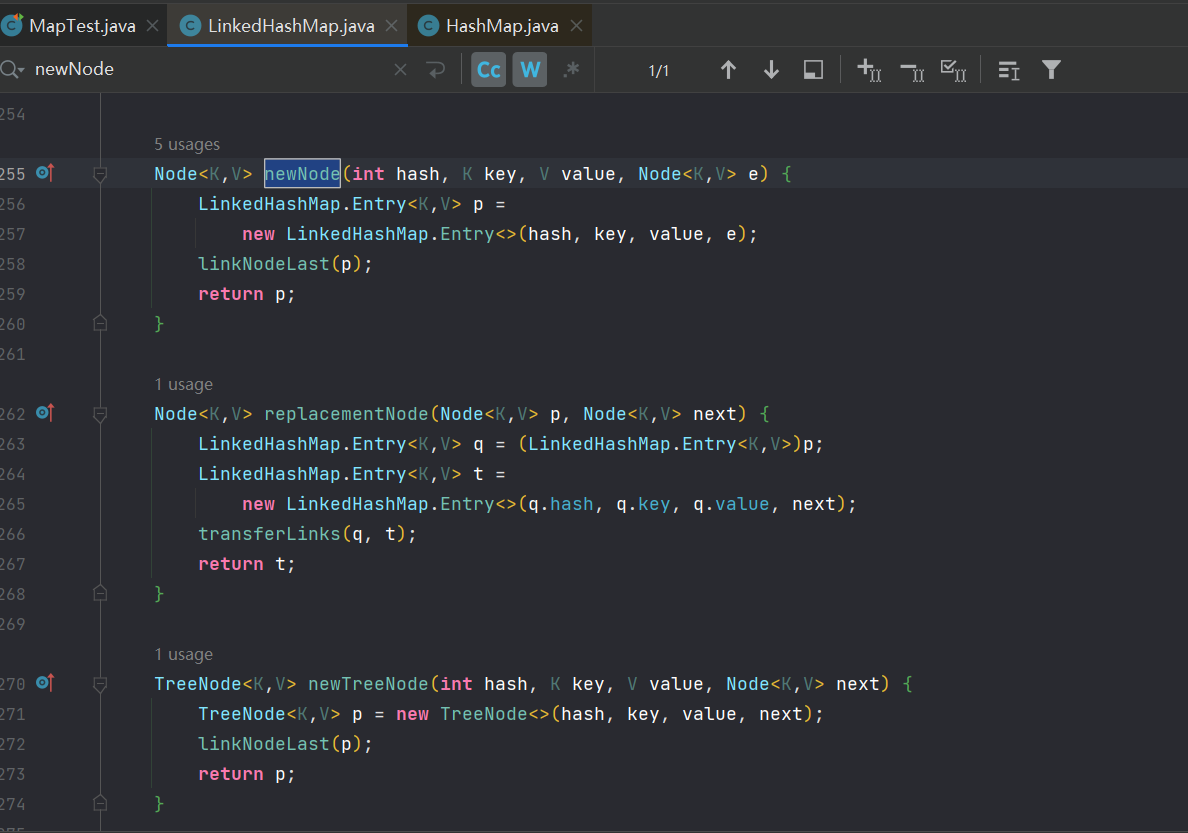 MapTest.java LinkedHashMap.java HashMap.java
newNode Cc W .* 1/1
254
5 usages
255 Node<K,V> newNode(int hash, K key, V value, Node<K,V> e) {
256 LinkedHashMap.Entry<K,V> p =
257 new LinkedHashMap.Entry<>(hash, key, value, e);
258 linkNodeLast(p);
259 return p;
260 }
261
1 usage
262 Node<K,V> replacementNode(Node<K,V> p, Node<K,V> next) {
263 LinkedHashMap.Entry<K,V> q = (LinkedHashMap.Entry<K,V>)p;
264 LinkedHashMap.Entry<K,V> t =
265 new LinkedHashMap.Entry<>(q.hash, q.key, q.value, next);
266 transferLinks(q, t);
267 return t;
268 }
269
1 usage
270 TreeNode<K,V> newTreeNode(int hash, K key, V value, Node<K,V> next) {
271 TreeNode<K,V> p = new TreeNode<>(hash, key, value, next);
272 linkNodeLast(p);
273 return p;
274 }